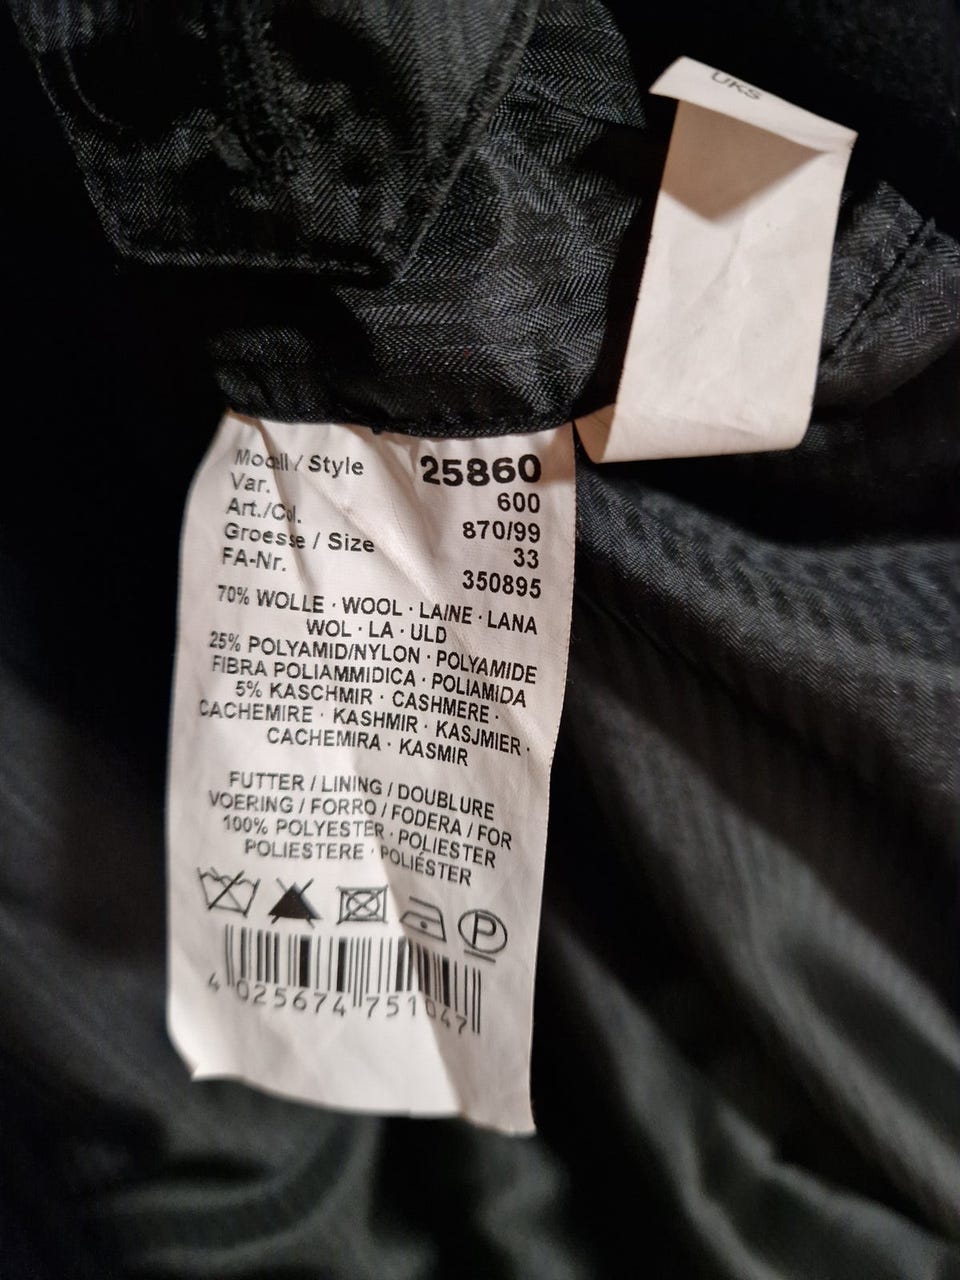 UKS
Modell / Style 25860
Var. 600
Art./Col. 870/99
Groesse / Size 33
FA-Nr. 350895
70% WOLLE · WOOL · LAINE · LANA
WOL · LA · ULD
25% POLYAMID/NYLON · POLYAMIDE
FIBRA POLIAMMIDICA · POLIAMIDA
5% KASCHMIR · CASHMERE ·
CACHEMIRE · KASHMIR · KASJMIER ·
CACHEMIRA · KASMIR
FUTTER / LINING / DOUBLURE
VOERING / FORRO / FODERA / FOR
100% POLYESTER · POLIESTER
POLIESTERE · POLIÉSTER
P
4 025674 751047